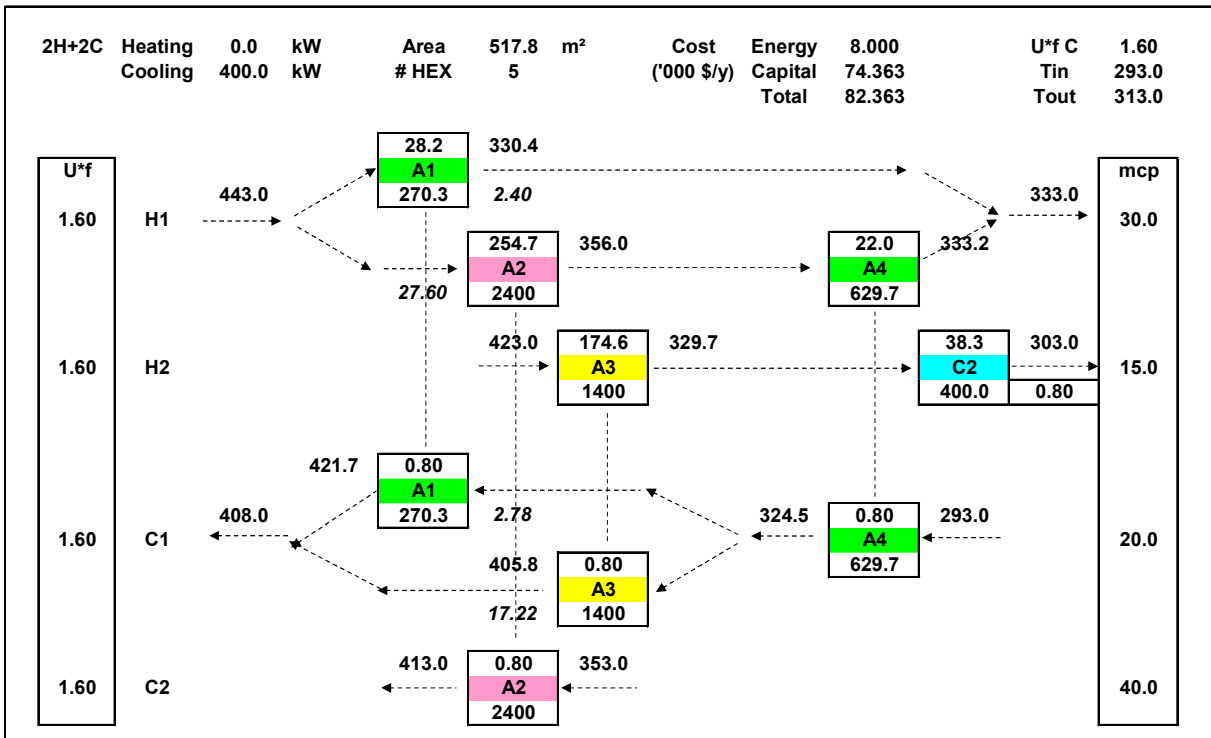 2H+2C Heating 0.0 kW Area 517.8 m² Cost Energy 8.000 U*f C 1.60
Cooling 400.0 kW # HEX 5 ('000 $/y) Capital 74.363 Tin 293.0
Total 82.363 Tout 313.0
28.2 330.4
U*f A1 mcp
443.0 270.3 2.40 333.0
1.60 H1 30.0
254.7 356.0 22.0 333.2
A2 A4
27.60 2400 629.7
423.0 174.6 329.7 38.3 303.0
1.60 H2 A3 C2 15.0
1400 400.0 0.80
421.7 0.80
A1
270.3 2.78 324.5 0.80 293.0
408.0
1.60 C1 A4 20.0
405.8 0.80 629.7
A3
17.22 1400
413.0 0.80 353.0
1.60 C2 A2 40.0
2400